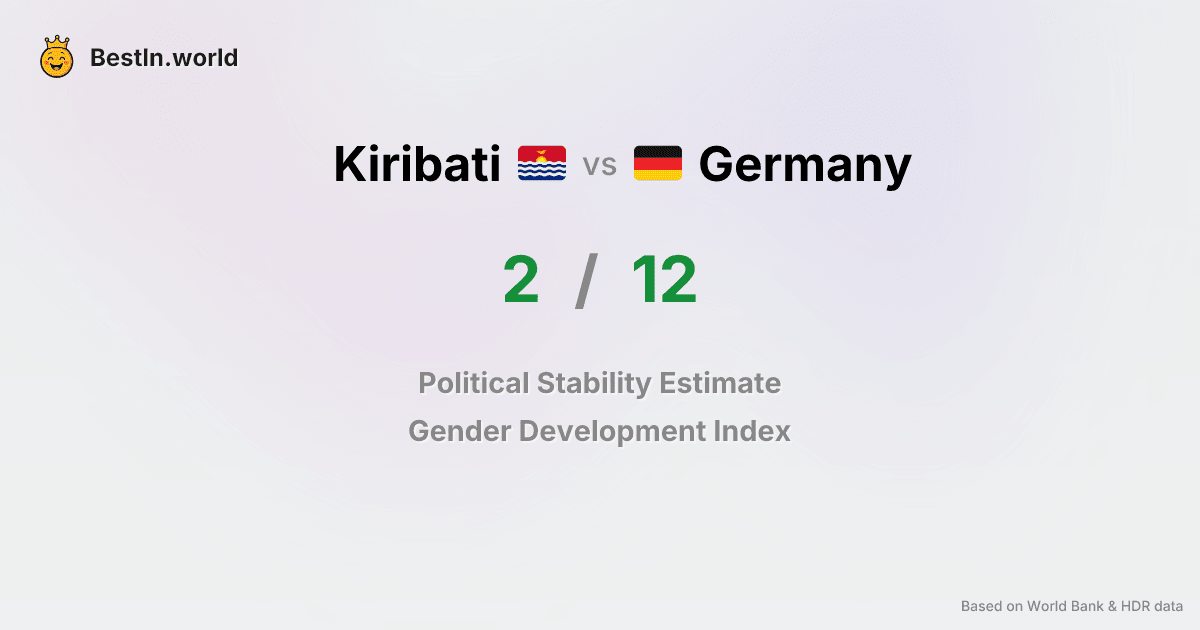 BestIn.world
Kiribati vs Germany
2 / 12
Political Stability Estimate
Gender Development Index
Based on World Bank & HDR data